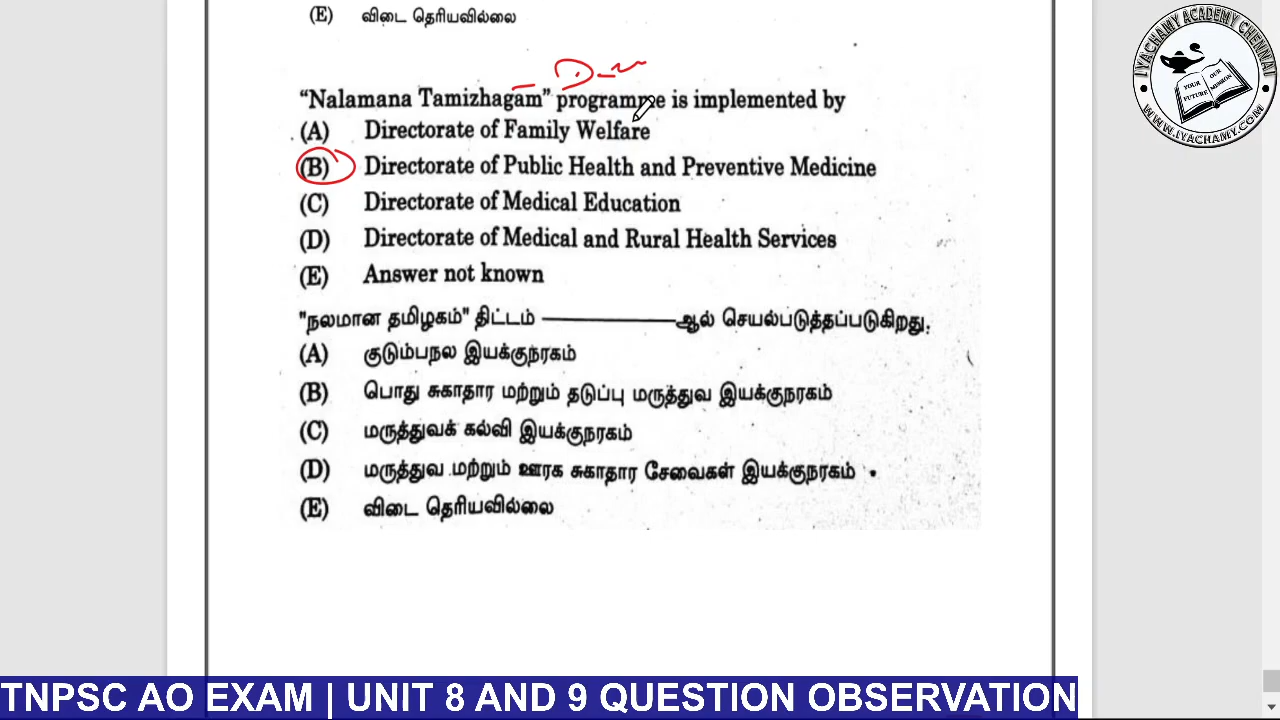 (E) விடை தெரியவில்லை
“Nalamana Tamizhagam” programme is implemented by
(A) Directorate of Family Welfare
(B) Directorate of Public Health and Preventive Medicine
(C) Directorate of Medical Education
(D) Directorate of Medical and Rural Health Services
(E) Answer not known
"நலமான தமிழகம்" திட்டம் ————— ஆல் செயல்படுத்தப்படுகிறது.
(A) குடும்பநல இயக்குநரகம்
(B) பொது சுகாதார மற்றும் தடுப்பு மருத்துவ இயக்குநரகம்
(C) மருத்துவக் கல்வி இயக்குநரகம்
(D) மருத்துவ மற்றும் ஊரக சுகாதார சேவைகள் இயக்குநரகம்
(E) விடை தெரியவில்லை
IYACHAMY ACADEMY CHENNAI
YOUR FUTURE
OUR MISSION
WWW.IYACHAMY.COM
TNPSC AO EXAM | UNIT 8 AND 9 QUESTION OBSERVATION